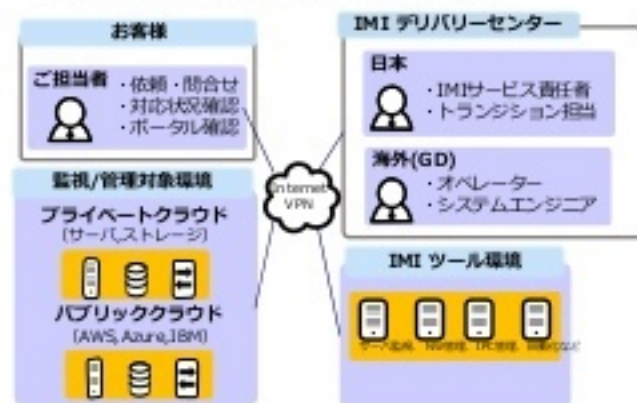 お客様
ご担当者
・依頼・問合せ
・対応状況確認
・ポータル確認
監視/管理対象環境
プライベートクラウド
(サーバ,ストレージ)
パブリッククラウド
(AWS,Azure,IBM)
Internet
VPN
IMI デリバリーセンター
日本
・IMIサービス責任者
・トランジション担当
海外(GD)
・オペレーター
・システムエンジニア
IMI ツール環境
サーバ監視、